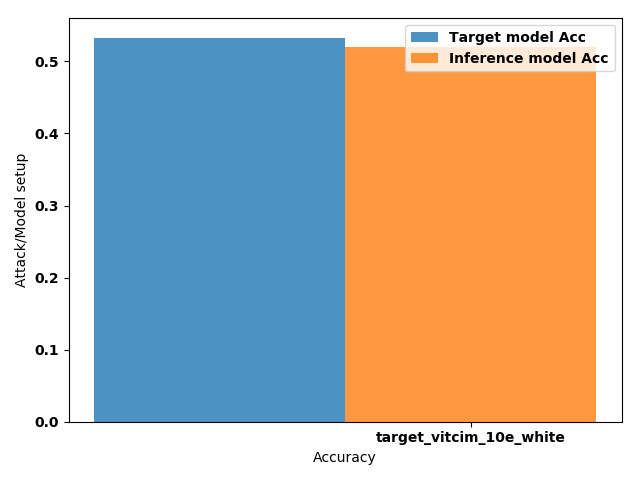 Target model Acc
Inference model Acc
0.5
0.4
0.3
0.2
0.1
0.0
Attack/Model setup
target_vitcim_10e_white
Accuracy